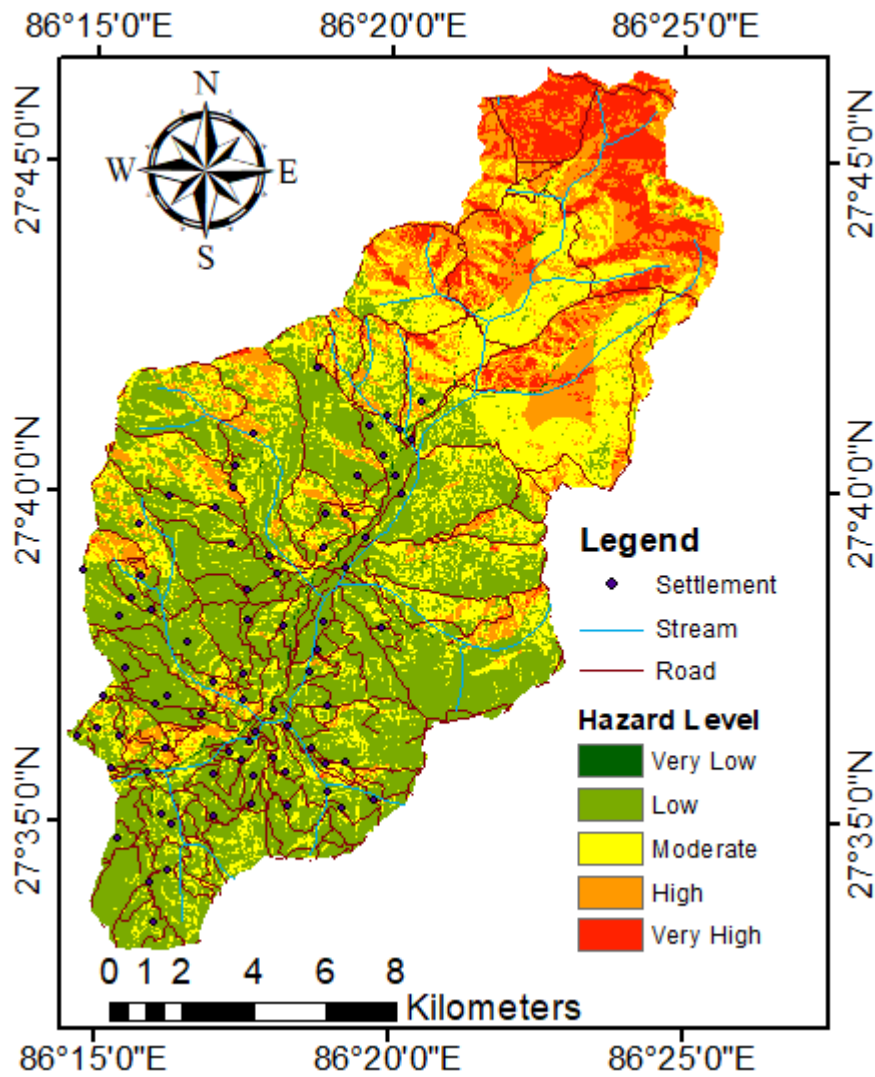 86°15'0"E 86°20'0"E 86°25'0"E
N
W E
S
27°45'0"N 27°45'0"N
27°40'0"N 27°40'0"N
Legend
Settlement
Stream
Road
Hazard Level
Very Low
Low
27°35'0"N 27°35'0"N
Moderate
High
Very High
0 1 2 4 6 8
Kilometers
86°15'0"E 86°20'0"E 86°25'0"E